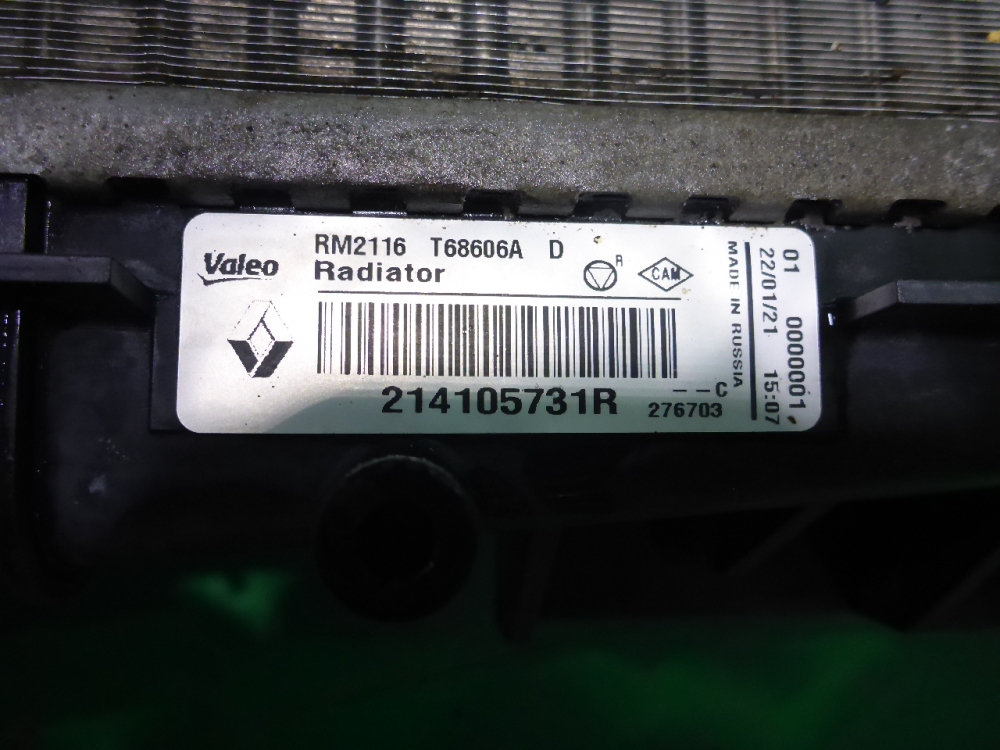 Valeo
RM2116 T68606A D
Radiator
R
CAM
214105731R
--C
276703
MADE IN RUSSIA
22/01/21 15:07
01 0000001